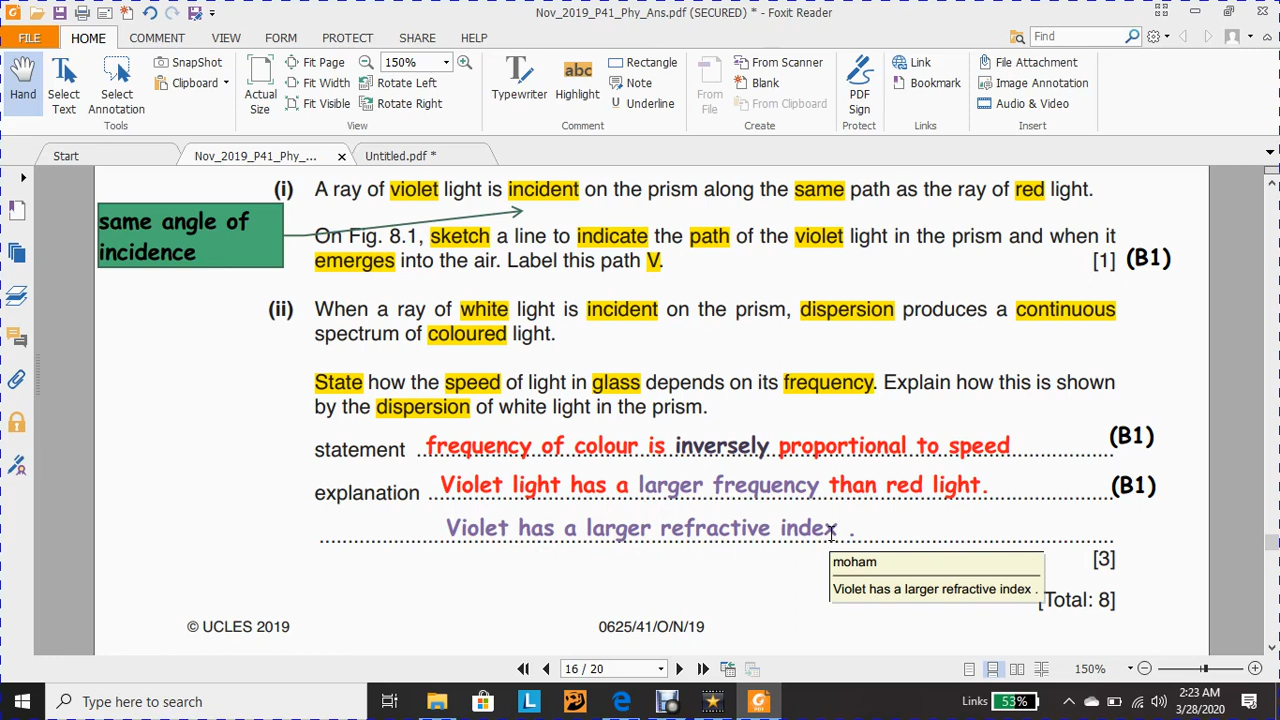 Nov_2019_P41_Phy_Ans.pdf (SECURED) * - Foxit Reader
FILE HOME COMMENT VIEW FORM PROTECT SHARE HELP Find
Hand Select Text Select Annotation SnapShot Clipboard Actual Size Fit Page Fit Width Fit Visible 150% Rotate Left Rotate Right Typewriter Highlight Rectangle Note Underline From File From Scanner Blank From Clipboard PDF Sign Link Bookmark File Attachment Image Annotation Audio & Video
Tools View Comment Create Protect Links Insert
Start Nov_2019_P41_Phy_... Untitled.pdf *
(i) A ray of violet light is incident on the prism along the same path as the ray of red light.
same angle of
incidence
On Fig. 8.1, sketch a line to indicate the path of the violet light in the prism and when it
emerges into the air. Label this path V. [1] (B1)
(ii) When a ray of white light is incident on the prism, dispersion produces a continuous
spectrum of coloured light.
State how the speed of light in glass depends on its frequency. Explain how this is shown
by the dispersion of white light in the prism.
statement frequency of colour is inversely proportional to speed (B1)
explanation Violet light has a larger frequency than red light. (B1)
Violet has a larger refractive index .
moham
Violet has a larger refractive index .
[3]
[Total: 8]
© UCLES 2019 0625/41/O/N/19
16 / 20 150%
Type here to search Links 53% 2:23 AM
3/28/2020